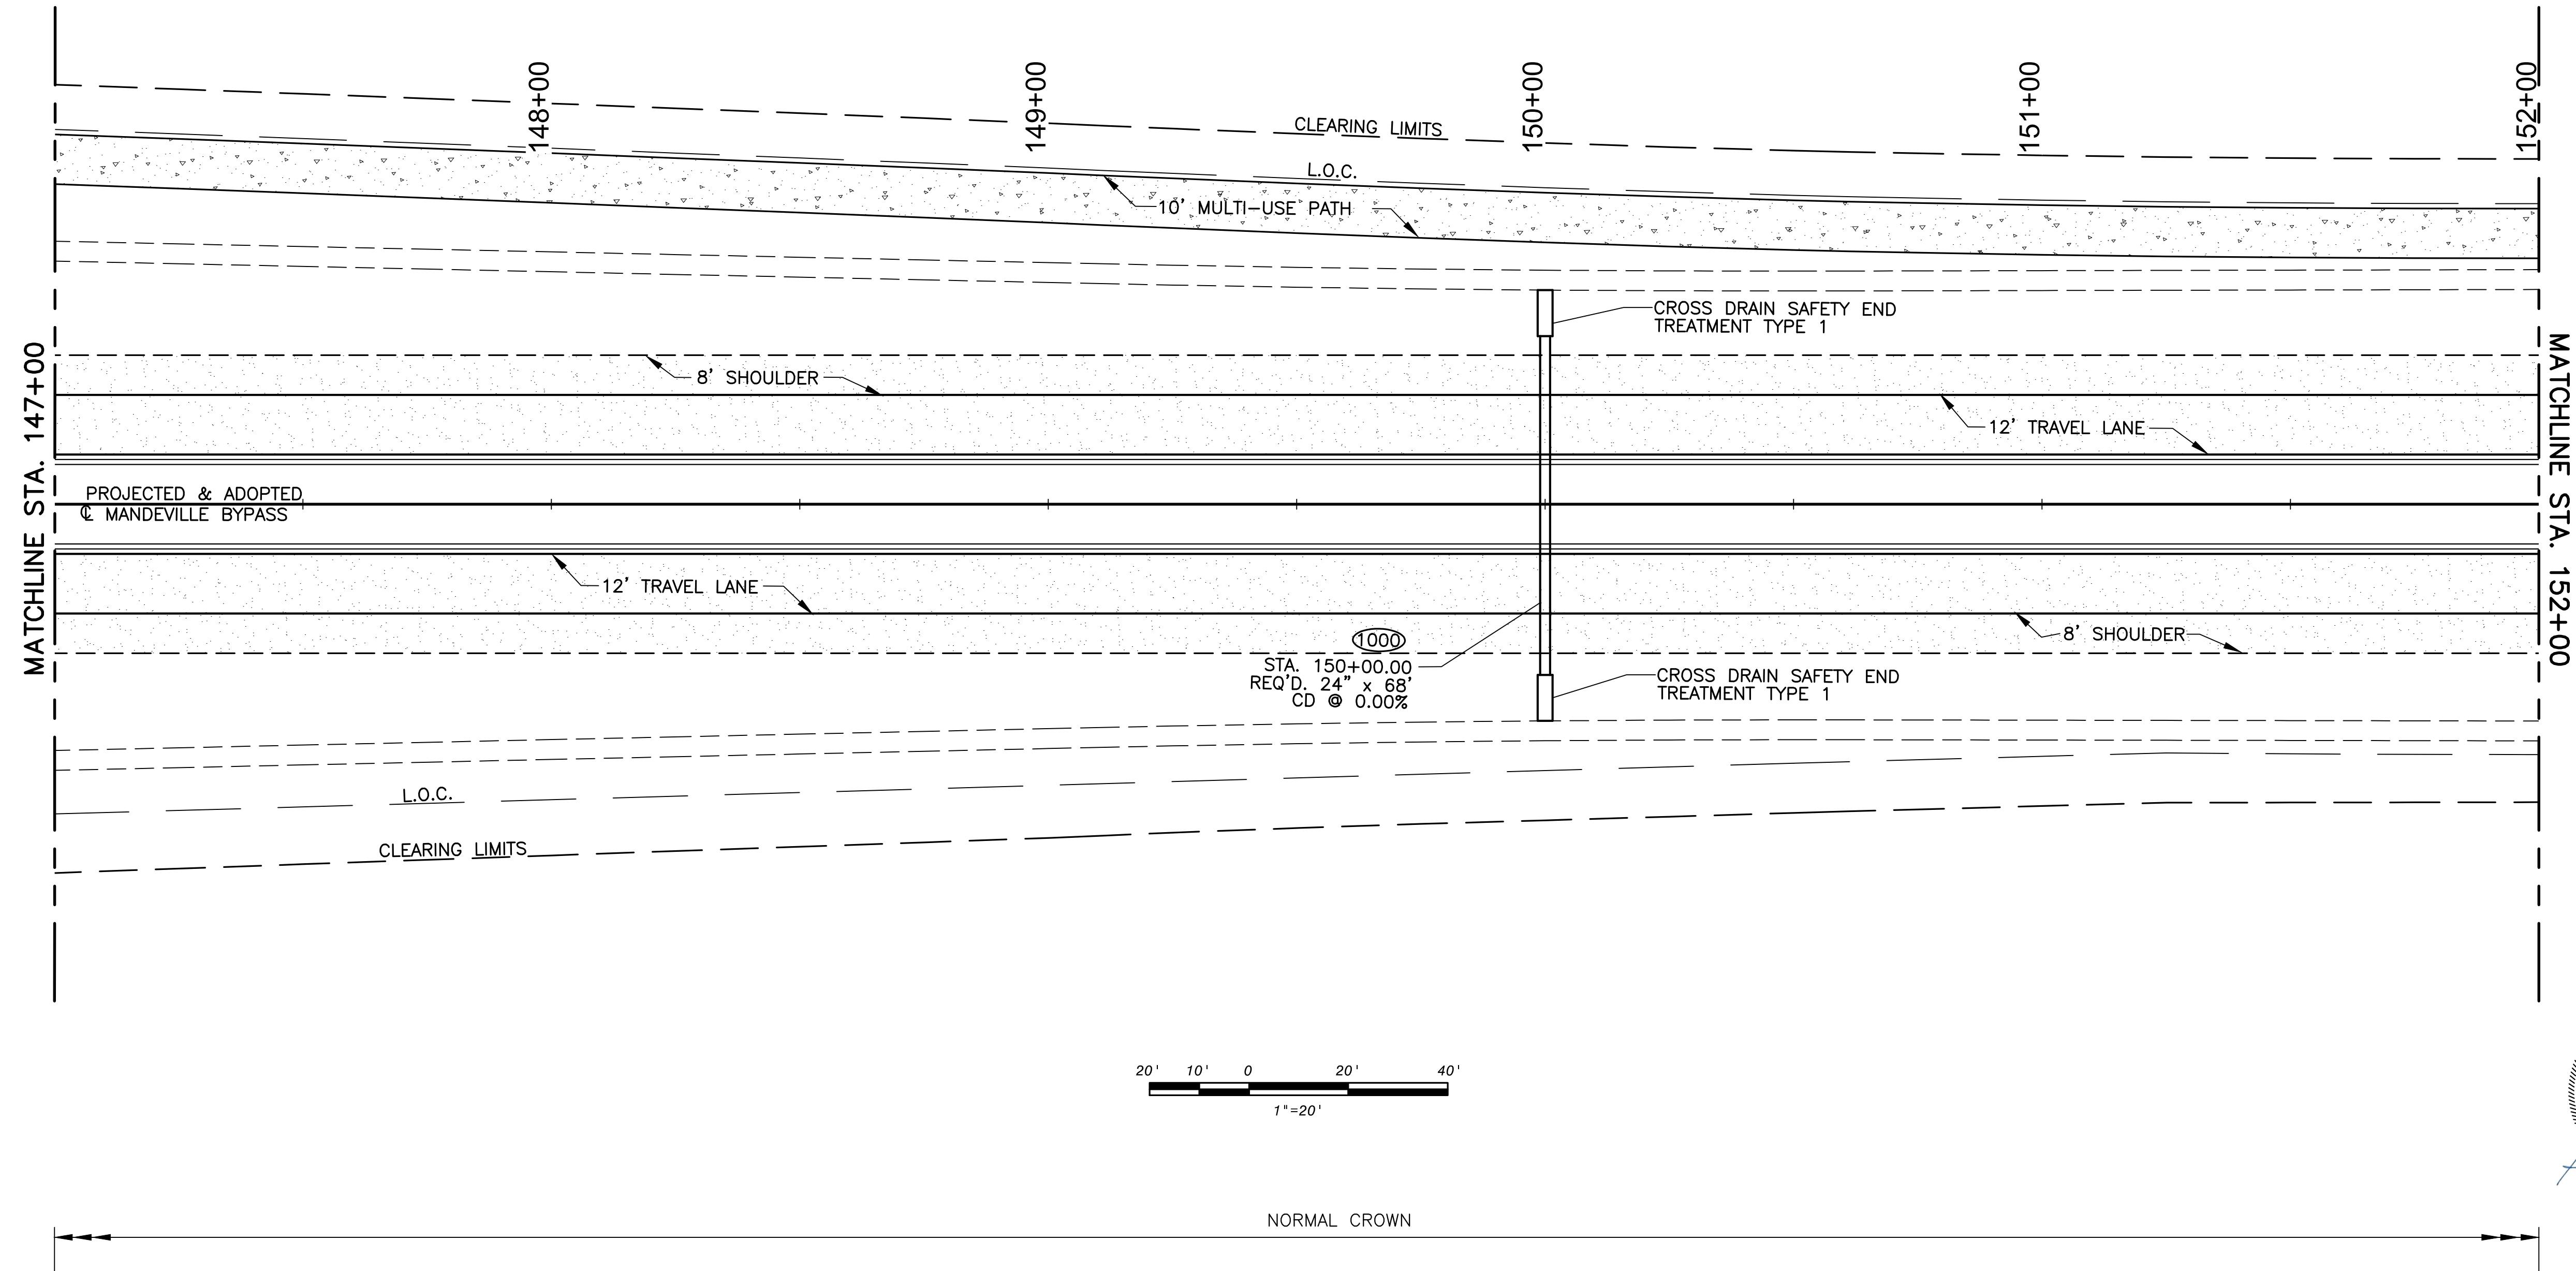 148+00
149+00
150+00
151+00
152+00
CLEARING LIMITS
L.O.C.
10' MULTI-USE PATH
CROSS DRAIN SAFETY END
TREATMENT TYPE 1
8' SHOULDER
12' TRAVEL LANE
MATCHLINE STA. 147+00
MATCHLINE STA. 152+00
PROJECTED & ADOPTED
℄ MANDEVILLE BYPASS
12' TRAVEL LANE
8' SHOULDER
1000
STA. 150+00.00
REQ'D. 24" x 68'
CD @ 0.00%
CROSS DRAIN SAFETY END
TREATMENT TYPE 1
L.O.C.
CLEARING LIMITS
20' 10' 0 20' 40'
1"=20'
NORMAL CROWN